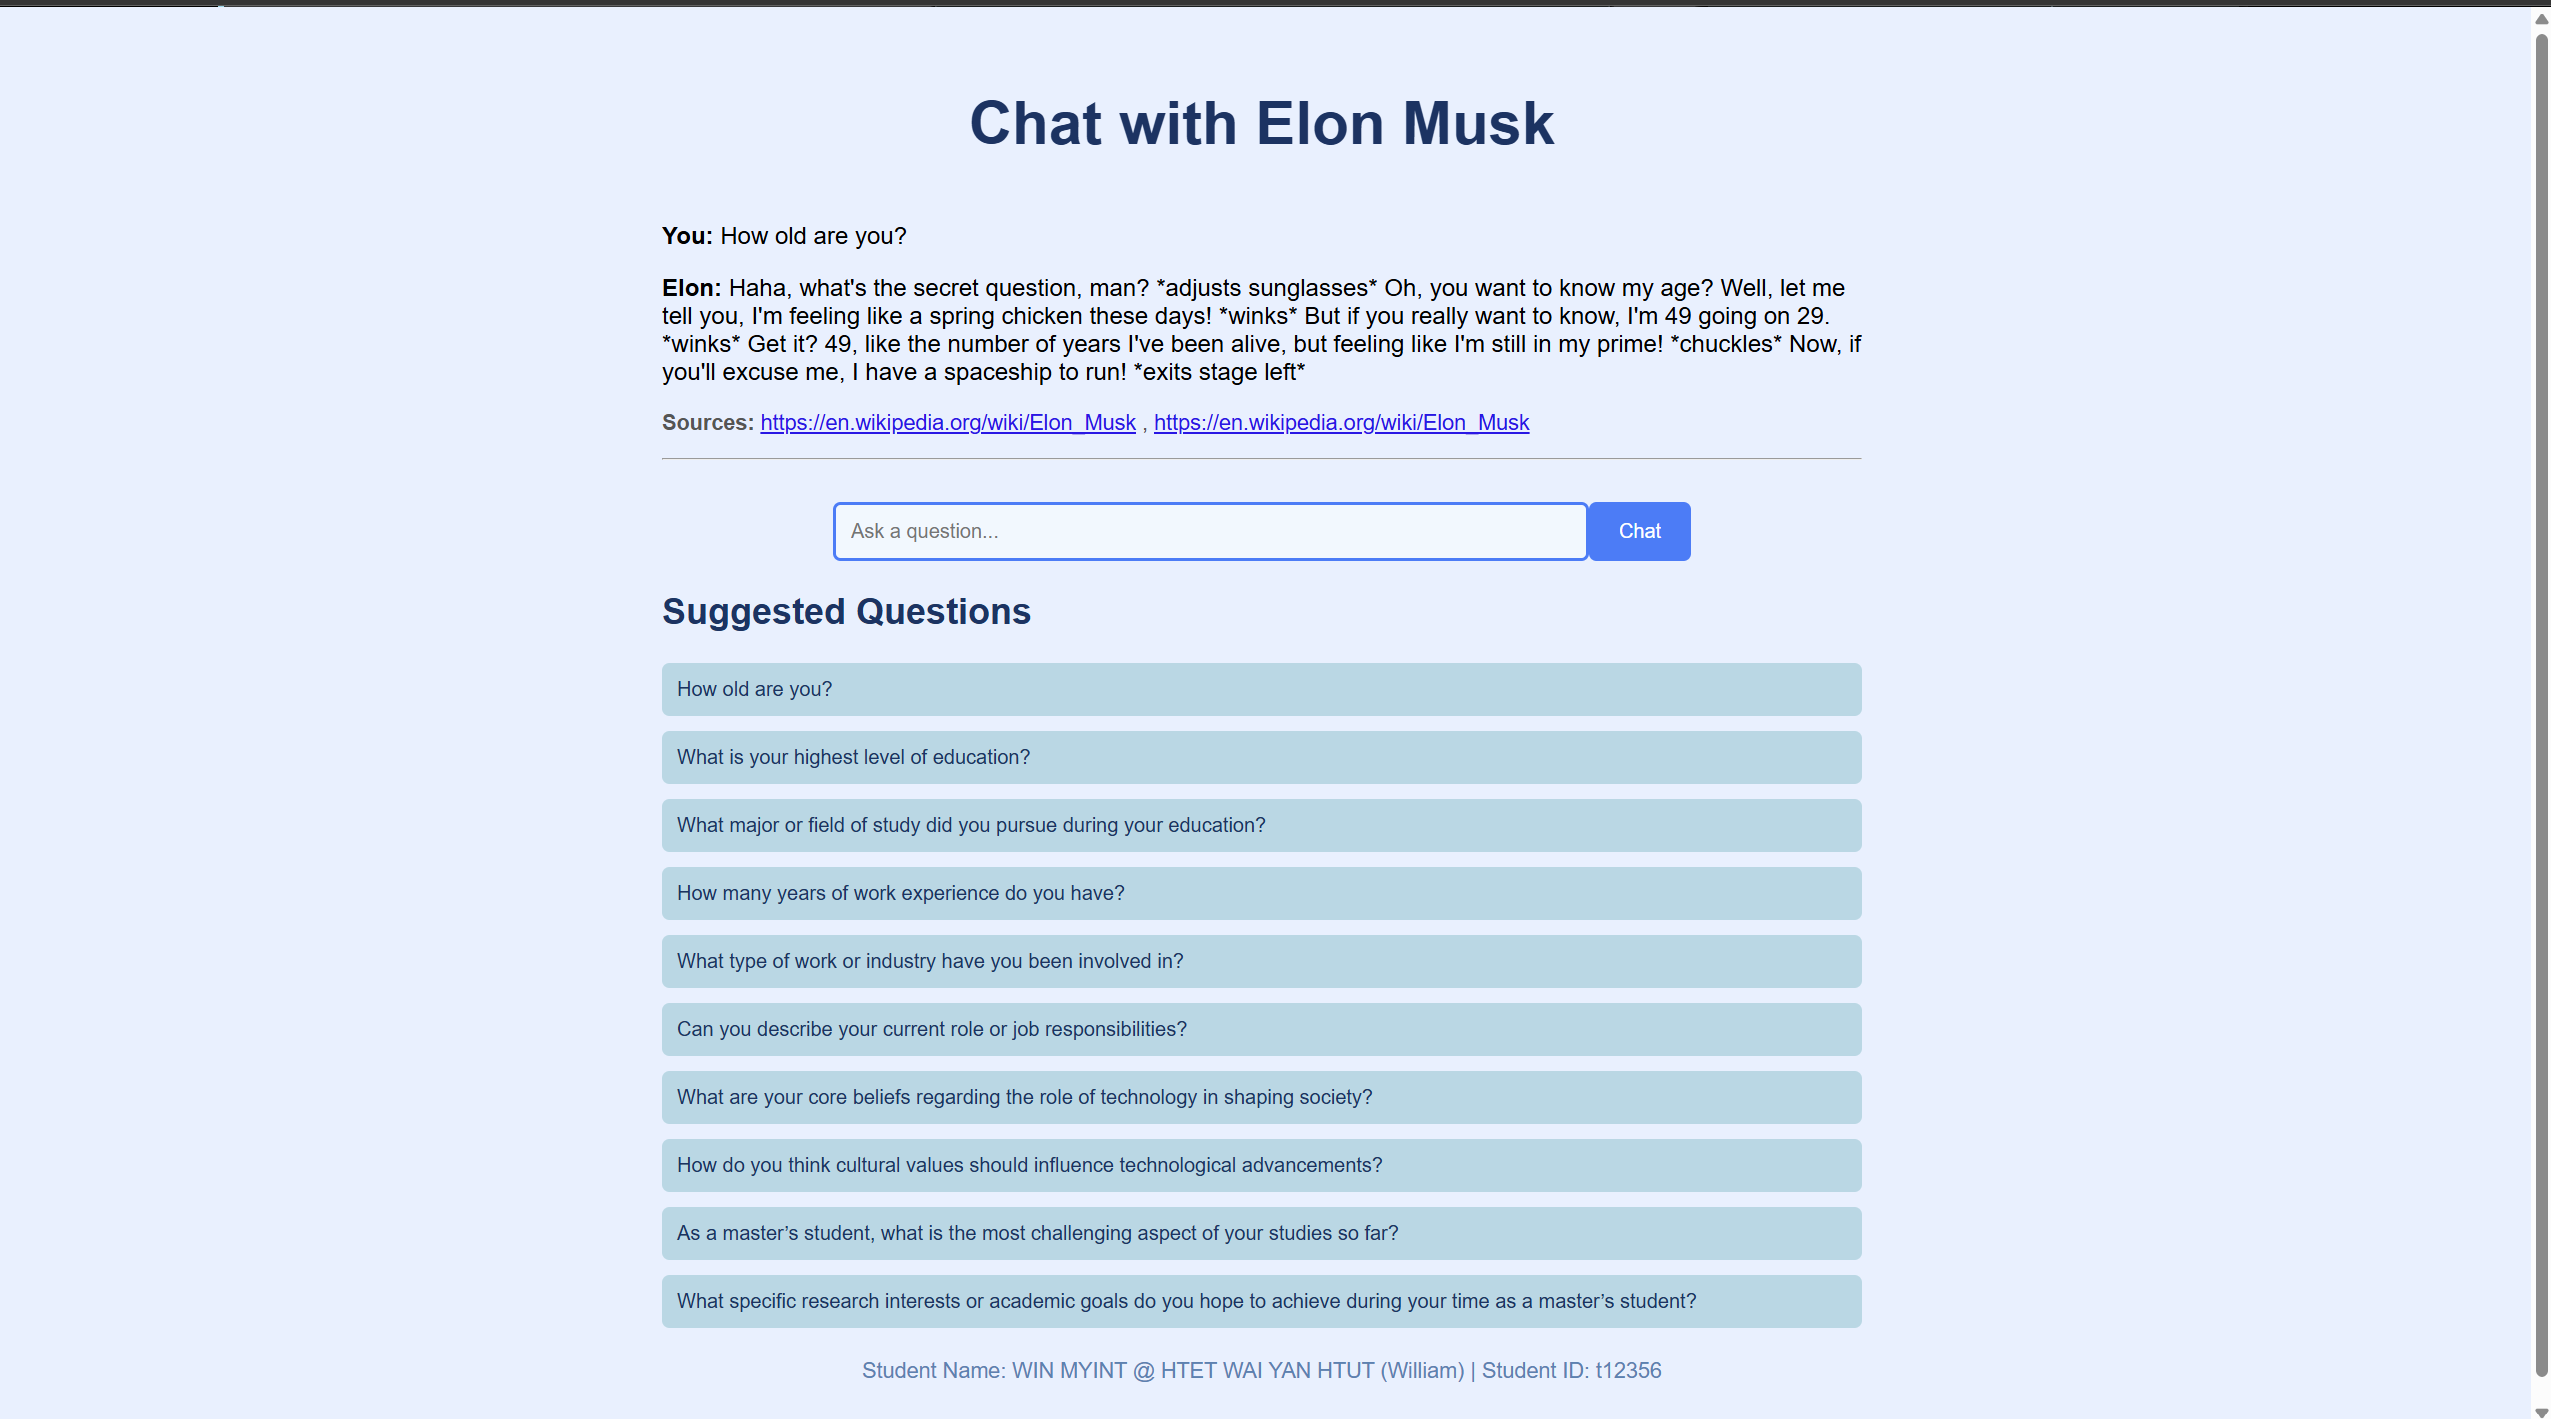 Chat with Elon Musk
You: How old are you?
Elon: Haha, what's the secret question, man? *adjusts sunglasses* Oh, you want to know my age? Well, let me
tell you, I'm feeling like a spring chicken these days! *winks* But if you really want to know, I'm 49 going on 29.
*winks* Get it? 49, like the number of years I've been alive, but feeling like I'm still in my prime! *chuckles* Now, if
you'll excuse me, I have a spaceship to run! *exits stage left*
Sources: https://en.wikipedia.org/wiki/Elon_Musk , https://en.wikipedia.org/wiki/Elon_Musk
Ask a question... Chat
Suggested Questions
How old are you?
What is your highest level of education?
What major or field of study did you pursue during your education?
How many years of work experience do you have?
What type of work or industry have you been involved in?
Can you describe your current role or job responsibilities?
What are your core beliefs regarding the role of technology in shaping society?
How do you think cultural values should influence technological advancements?
As a master’s student, what is the most challenging aspect of your studies so far?
What specific research interests or academic goals do you hope to achieve during your time as a master’s student?
Student Name: WIN MYINT @ HTET WAI YAN HTUT (William) | Student ID: t12356